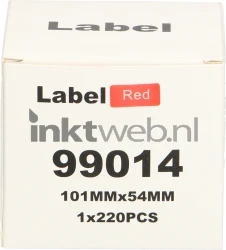 Label
Label Red
inktweb.nl
99014
101MMx54MM
1x220PCS